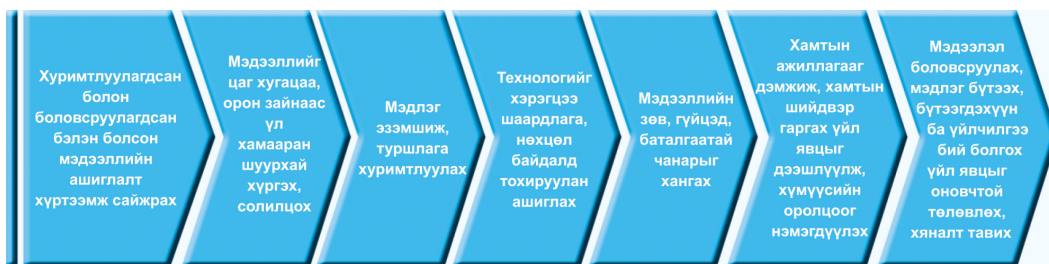 Хуримтлуулагдсан
болон
боловсруулагдсан
бэлэн болсон
мэдээллийн
ашиглалт
хүртээмж сайжрах
Мэдээллийг
цаг хугацаа,
орон зайнаас
үл
хамааран
шуурхай
хүргэх,
солилцох
Мэдлэг
эзэмшиж,
туршлага
хуримтлуулах
Технологийг
хэрэгцээ
шаардлага,
нөхцөл
байдалд
тохируулан
ашиглах
Мэдээллийн
зөв, гүйцэд,
баталгаатай
чанарыг
хангах
Хамтын
ажиллагааг
дэмжиж, хамтын
шийдвэр
гаргах үйл
явцыг
дээшлүүлж,
хүмүүсийн
оролцоог
нэмэгдүүлэх
Мэдээлэл
боловсруулах,
мэдлэг бүтээх,
бүтээгдэхүүн
ба үйлчилгээ
бий болгох
үйл явцыг
оновчтой
төлөвлөх,
хяналт тавих